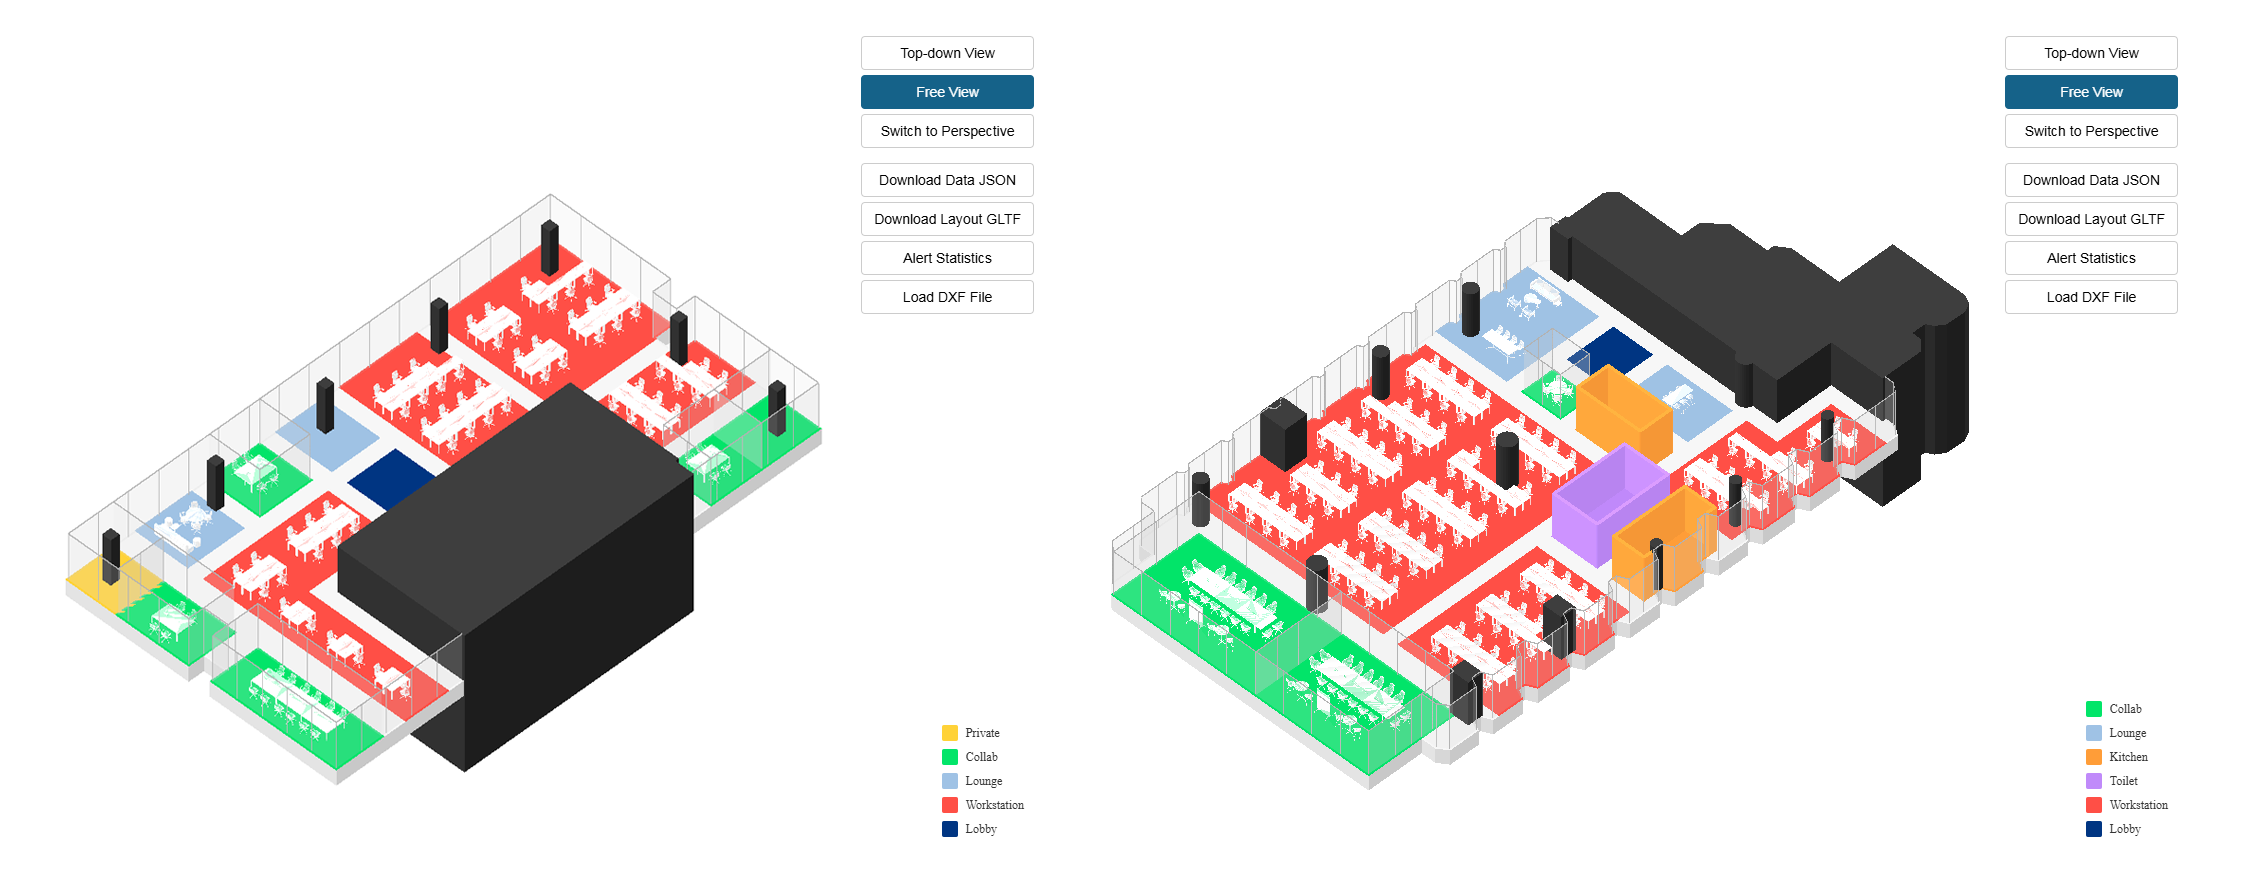 Top-down View
Free View
Switch to Perspective
Download Data JSON
Download Layout GLTF
Alert Statistics
Load DXF File
Private
Collab
Lounge
Workstation
Lobby
Top-down View
Free View
Switch to Perspective
Download Data JSON
Download Layout GLTF
Alert Statistics
Load DXF File
Collab
Lounge
Kitchen
Toilet
Workstation
Lobby